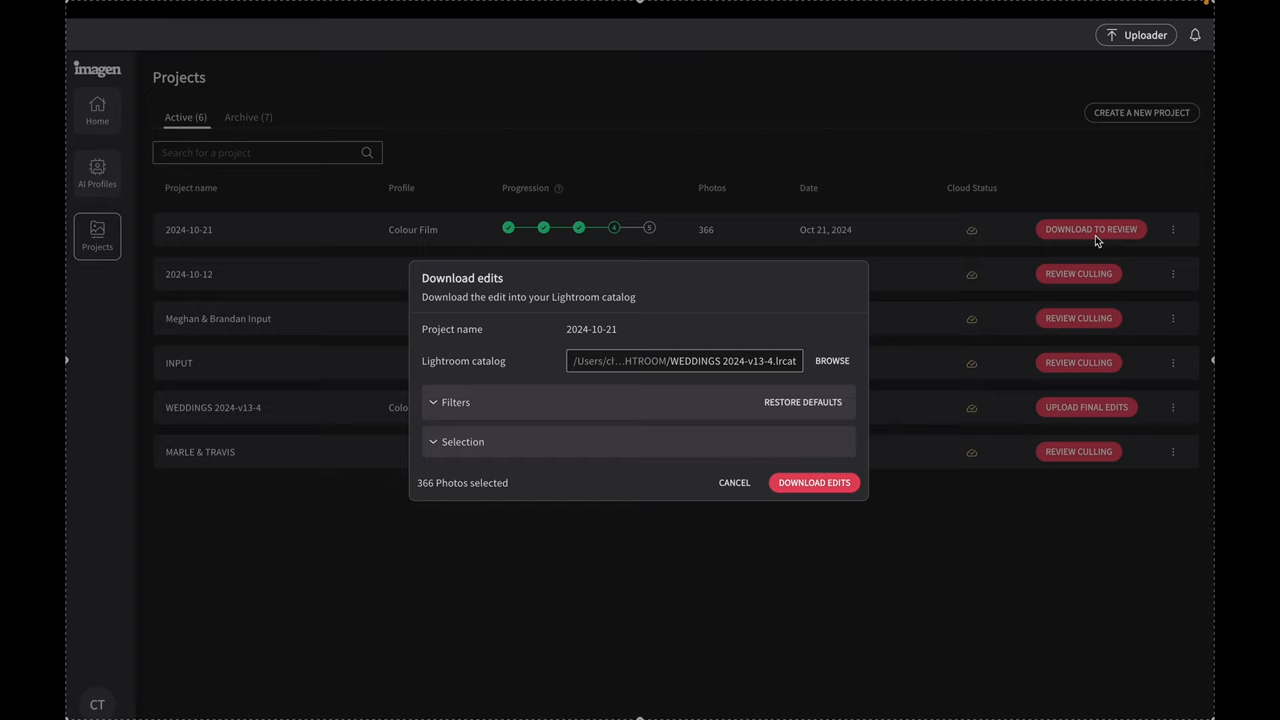 Uploader
imagen
Projects
Home
Active (6) Archive (7)
CREATE A NEW PROJECT
Search for a project
AI Profiles
Project name Profile Progression ? Photos Date Cloud Status
Projects
2024-10-21 Colour Film 4 5 366 Oct 21, 2024 DOWNLOAD TO REVIEW
2024-10-12 REVIEW CULLING
Meghan & Brandan Input REVIEW CULLING
INPUT REVIEW CULLING
WEDDINGS 2024-v13-4 Colo UPLOAD FINAL EDITS
MARLE & TRAVIS REVIEW CULLING
Download edits
Download the edit into your Lightroom catalog
Project name 2024-10-21
Lightroom catalog /Users/cl...HTROOM/WEDDINGS 2024-v13-4.lrcat BROWSE
Filters RESTORE DEFAULTS
Selection
366 Photos selected CANCEL DOWNLOAD EDITS
CT